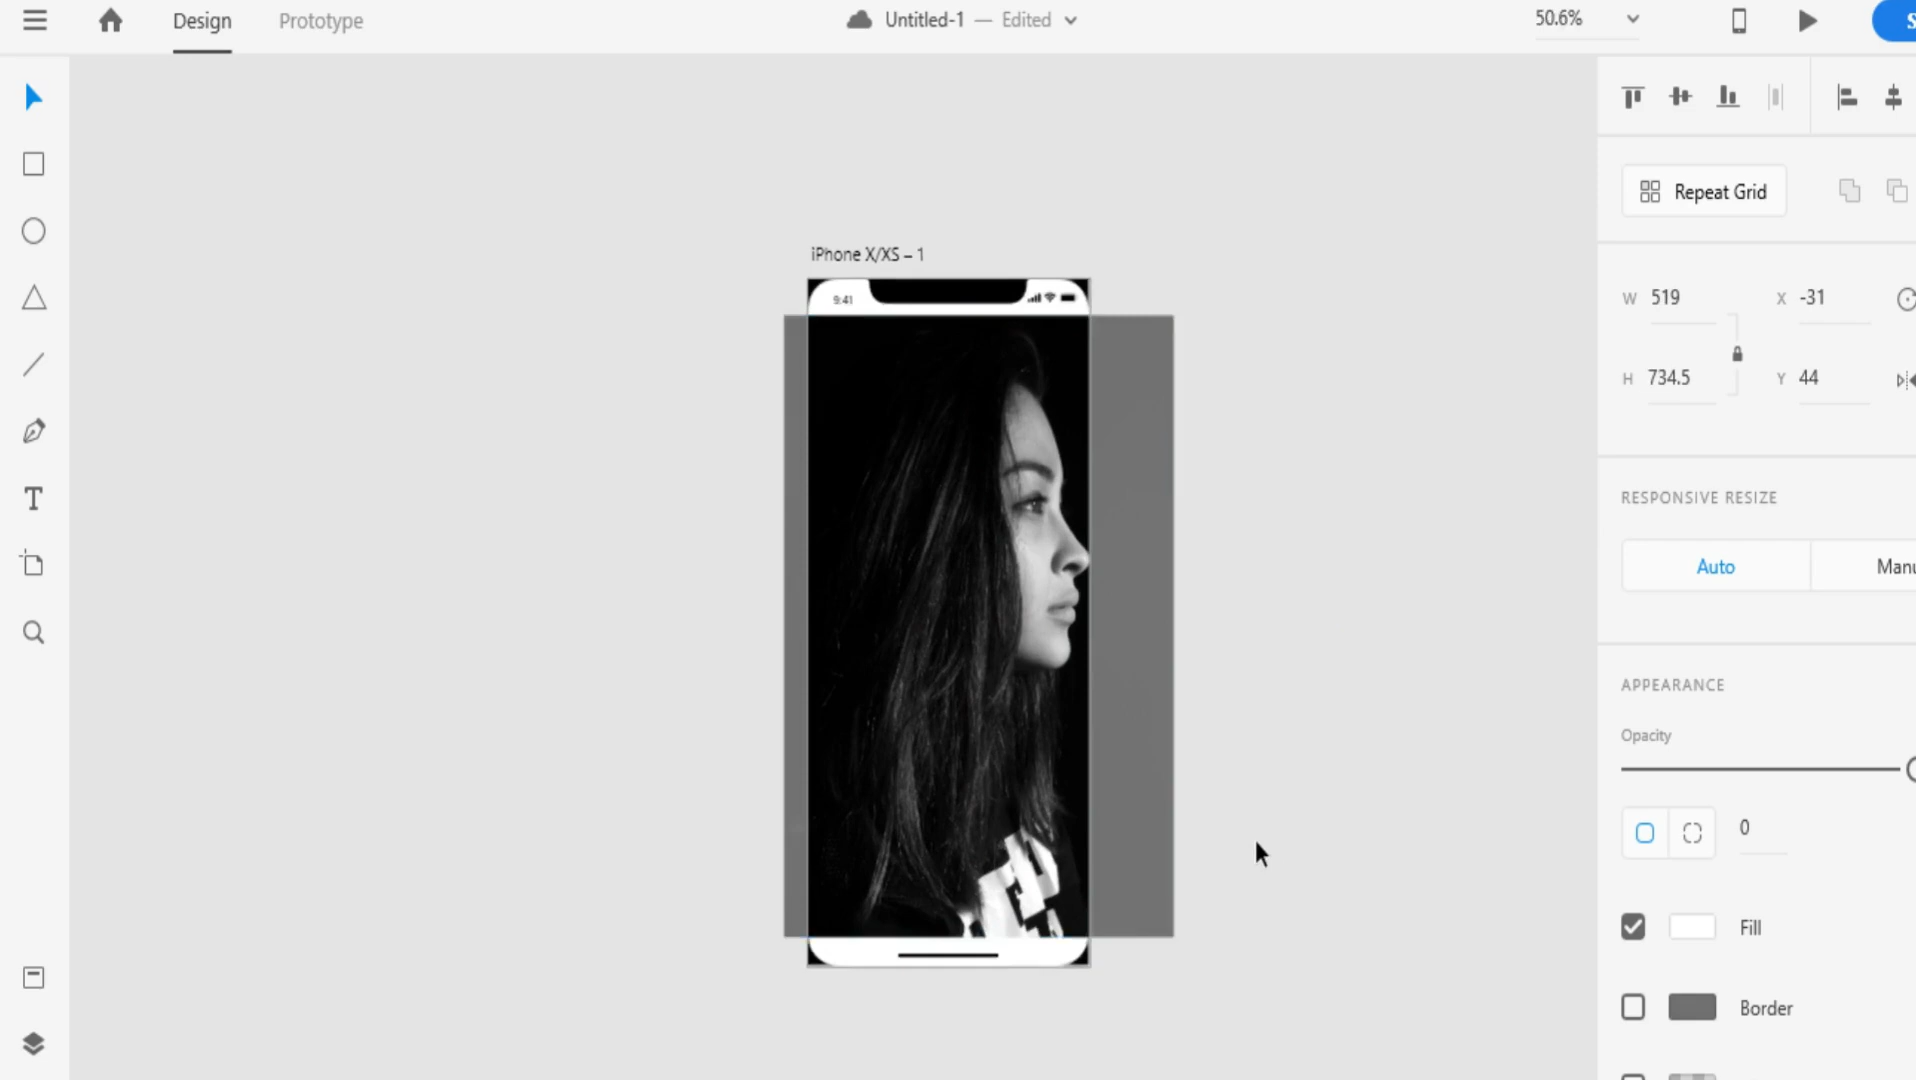 Design Prototype Untitled-1 — Edited 50.6% S
Repeat Grid
iPhone X/XS – 1
9:41
W 519 X -31
H 734.5 Y 44
RESPONSIVE RESIZE
Auto Manu
APPEARANCE
Opacity
0
Fill
Border